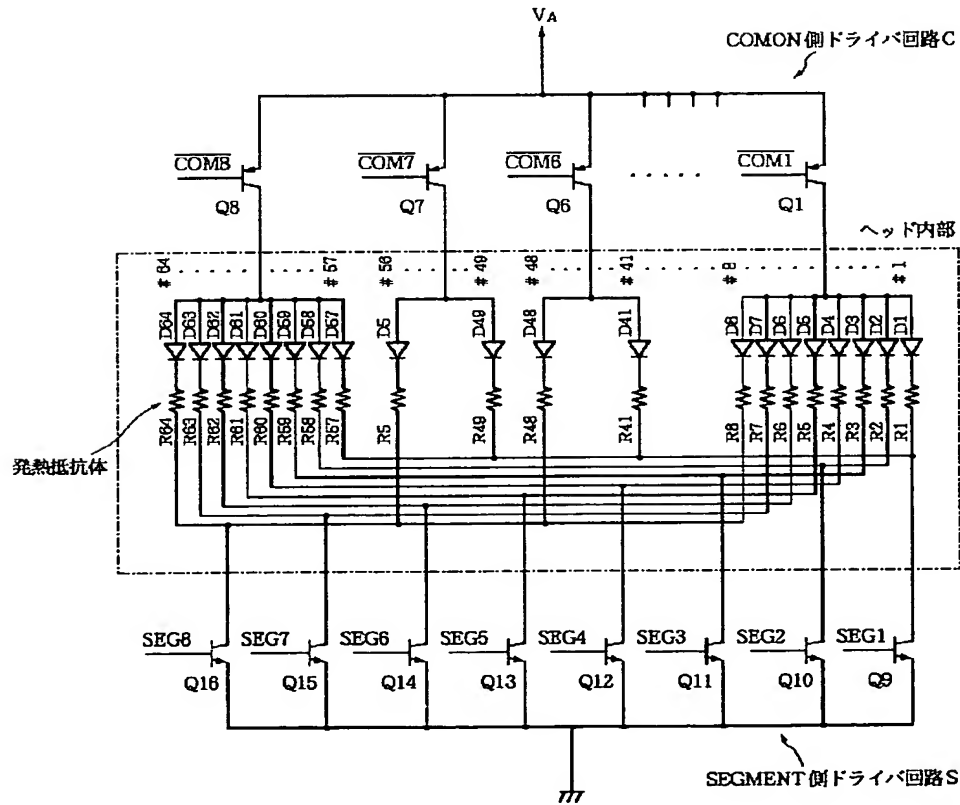 VA
COMON側ドライバ回路C
COM8
COM7
COM6
. . . . .
COM1
Q8
Q7
Q6
Q1
ヘッド内部
#64 . . . . . . . . . . . . #57
#56 . . . . . . . #49
#48 . . . . . . . #41
#8 . . . . . . . . . . . . #1
D64 D63 D62 D61 D60 D59 D58 D57
D5 D49
D48 D41
D8 D7 D6 D5 D4 D3 D2 D1
R64 R63 R62 R61 R60 R59 R58 R57
R5 R49
R48 R41
R8 R7 R6 R5 R4 R3 R2 R1
発熱抵抗体
SEG8 SEG7 SEG6 SEG5 SEG4 SEG3 SEG2 SEG1
Q16 Q15 Q14 Q13 Q12 Q11 Q10 Q9
SEGMENT側ドライバ回路S